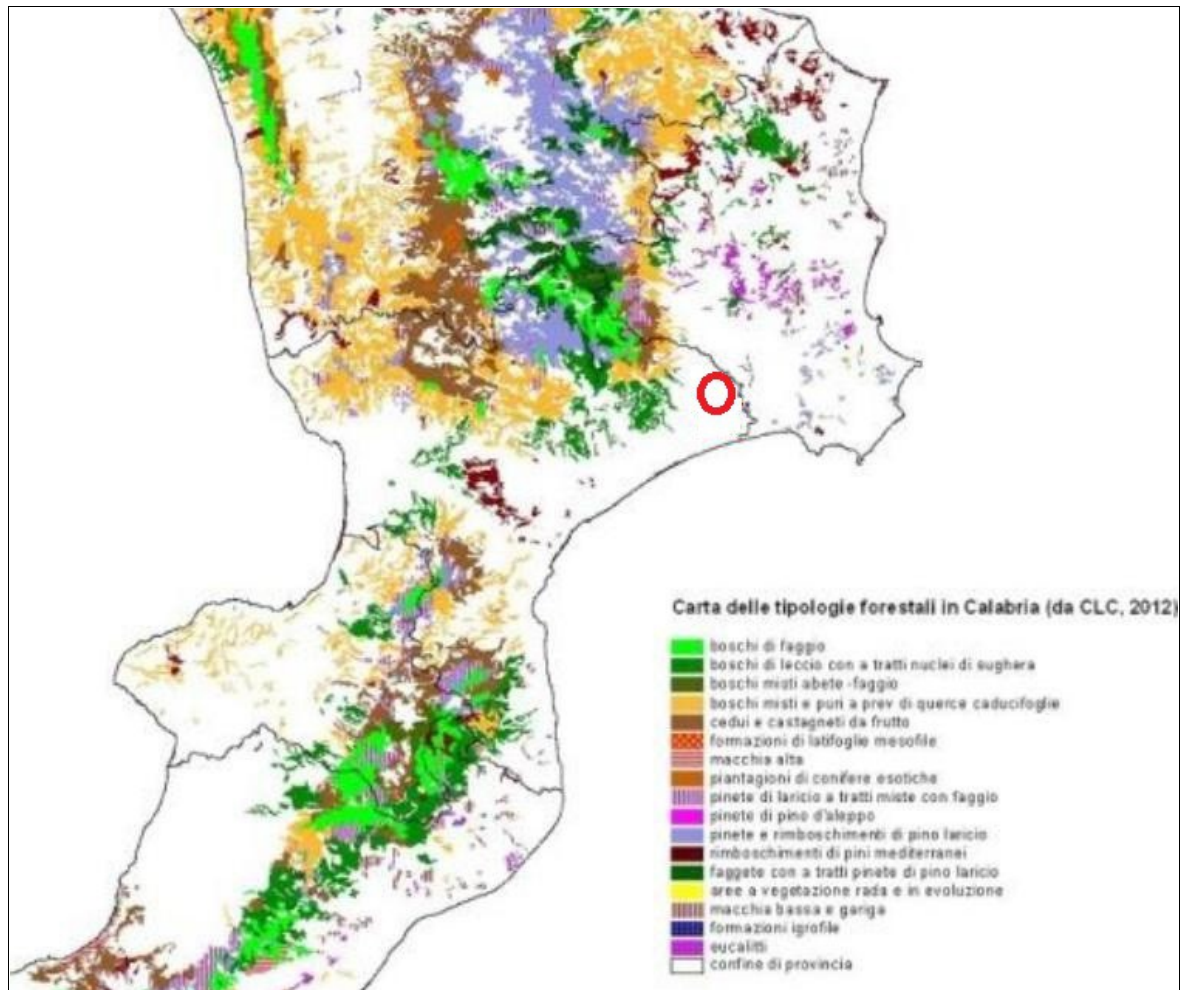 Carta delle tipologie forestali in Calabria (da CLC, 2012)
boschi di faggio
boschi di leccio con a tratti nuclei di sughera
boschi misti abete-faggio
boschi misti e puri a prev di querce caducifoglie
cedui e castagneti da frutto
formazioni di latifoglie mesofile
macchia alta
piantagioni di conifere esotiche
pinete di laricio a tratti miste con faggio
pinete di pino d'aleppo
pinete e rimboschimenti di pino laricio
rimboschimenti di pini mediterranei
faggete con a tratti pinete di pino laricio
aree a vegetazione rada e in evoluzione
macchia bassa e gariga
formazioni igrofile
eucalitti
confine di provincia